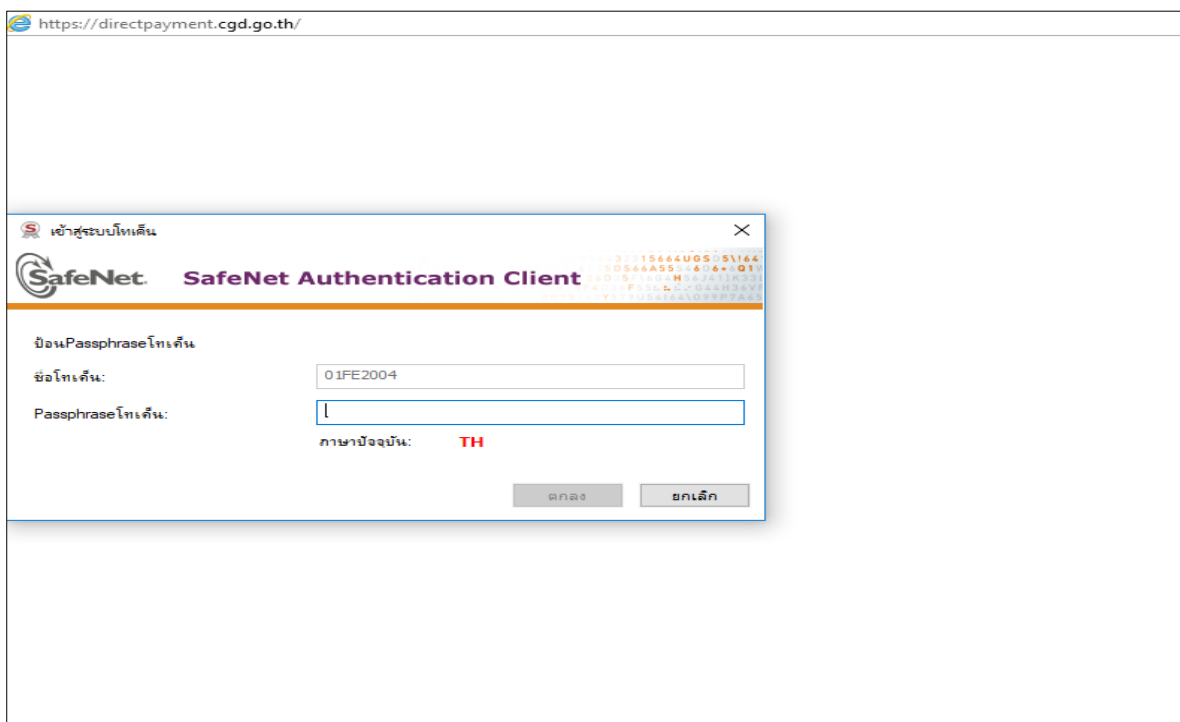 https://directpayment.cgd.go.th/
เข้าสู่ระบบโทเค็น
SafeNet. SafeNet Authentication Client
ป้อนPassphraseโทเค็น
ชื่อโทเค็น: 01FE2004
Passphraseโทเค็น:
ภาษาปัจจุบัน: TH
ตกลง ยกเลิก